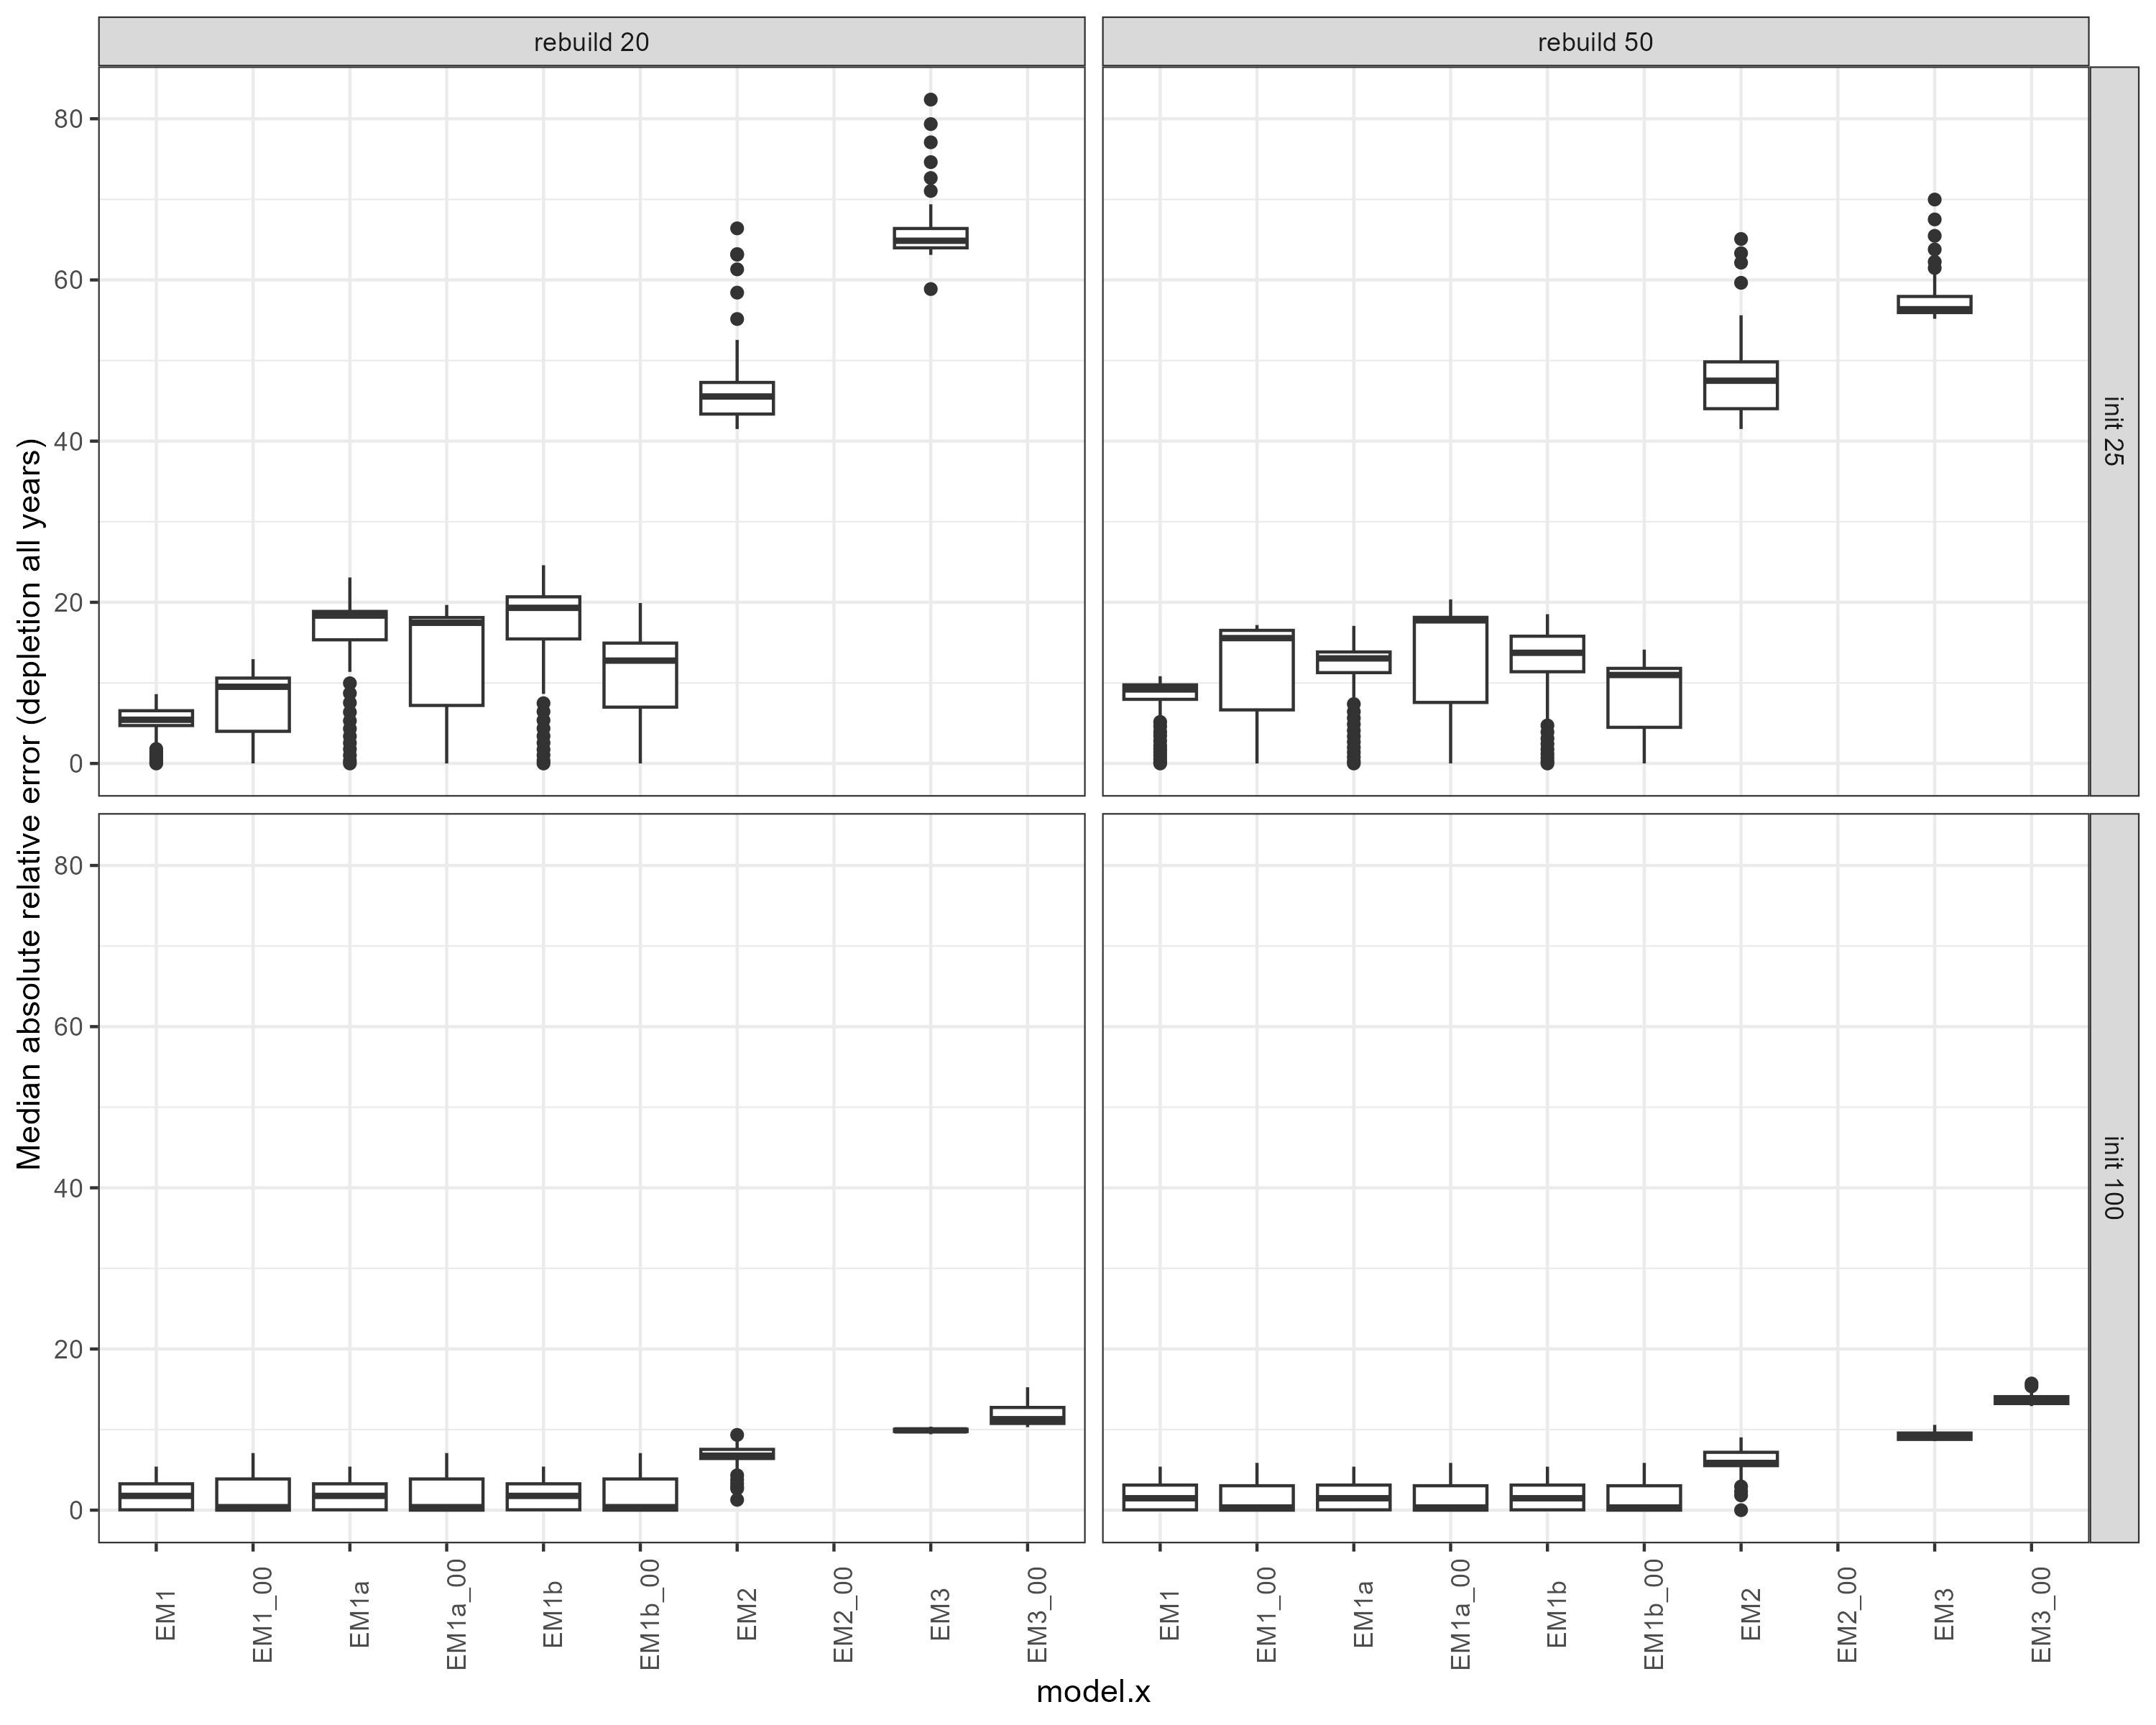 rebuild 20
rebuild 50
Median absolute relative error (depletion all years)
80
60
40
20
0
init 25
80
60
40
20
0
init 100
EM1
EM1_00
EM1a
EM1a_00
EM1b
EM1b_00
EM2
EM2_00
EM3
EM3_00
EM1
EM1_00
EM1a
EM1a_00
EM1b
EM1b_00
EM2
EM2_00
EM3
EM3_00
model.x